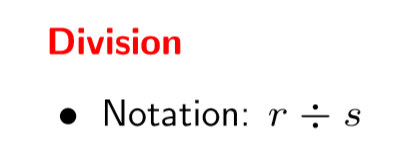 Division
• Notation: r ÷ s